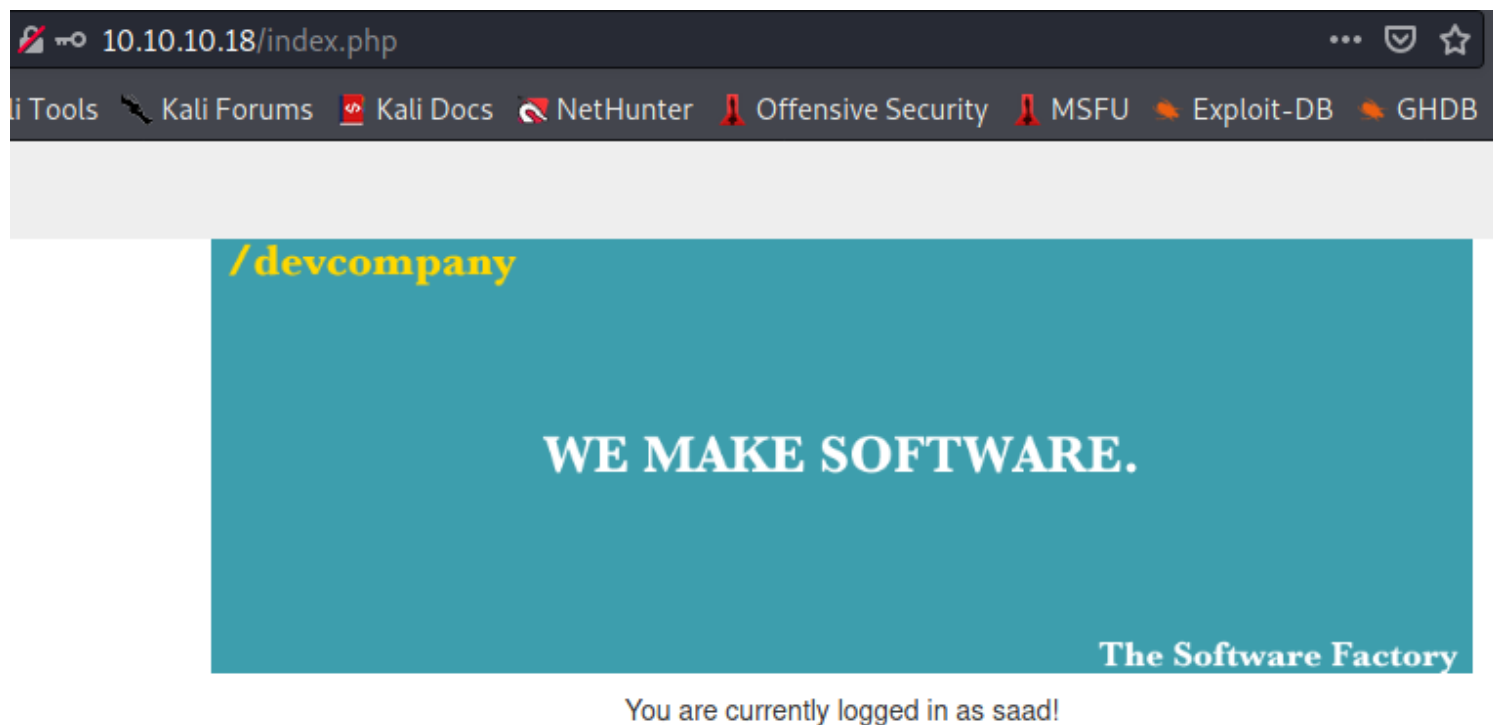 10.10.10.18/index.php
li Tools Kali Forums Kali Docs NetHunter Offensive Security MSFU Exploit-DB GHDB
/devcompany
WE MAKE SOFTWARE.
The Software Factory
You are currently logged in as saad!